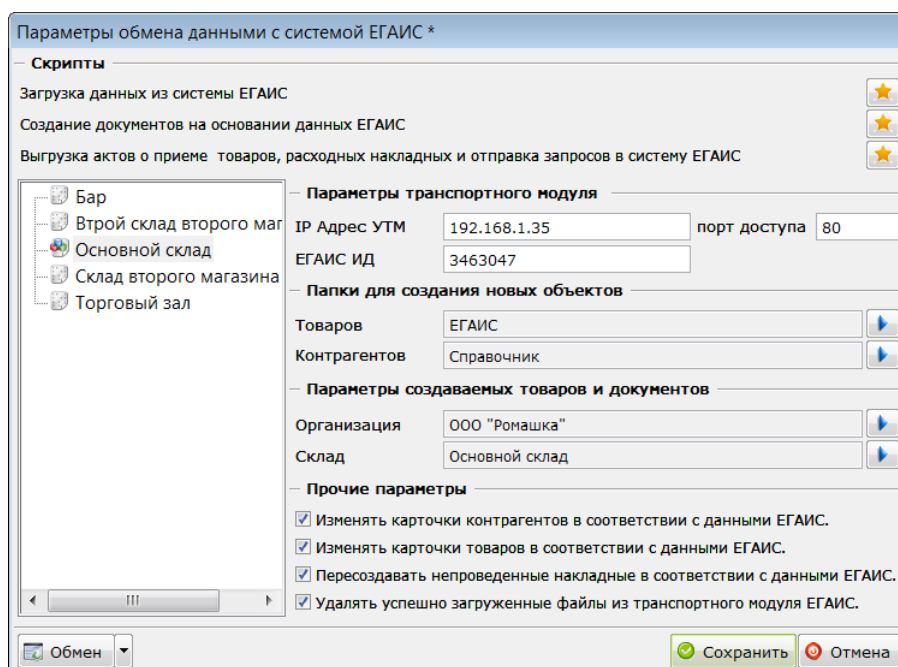 Параметры обмена данными с системой ЕГАИС *
Скрипты
Загрузка данных из системы ЕГАИС
Создание документов на основании данных ЕГАИС
Выгрузка актов о приеме товаров, расходных накладных и отправка запросов в систему ЕГАИС
Бар
Втрой склад второго маг
Основной склад
Склад второго магазина
Торговый зал
Параметры транспортного модуля
IP Адрес УТМ 192.168.1.35 порт доступа 80
ЕГАИС ИД 3463047
Папки для создания новых объектов
Товаров ЕГАИС
Контрагентов Справочник
Параметры создаваемых товаров и документов
Организация ООО "Ромашка"
Склад Основной склад
Прочие параметры
Изменять карточки контрагентов в соответствии с данными ЕГАИС.
Изменять карточки товаров в соответствии с данными ЕГАИС.
Пересоздавать непроведенные накладные в соответствии с данными ЕГАИС.
Удалять успешно загруженные файлы из транспортного модуля ЕГАИС.
Обмен Сохранить Отмена